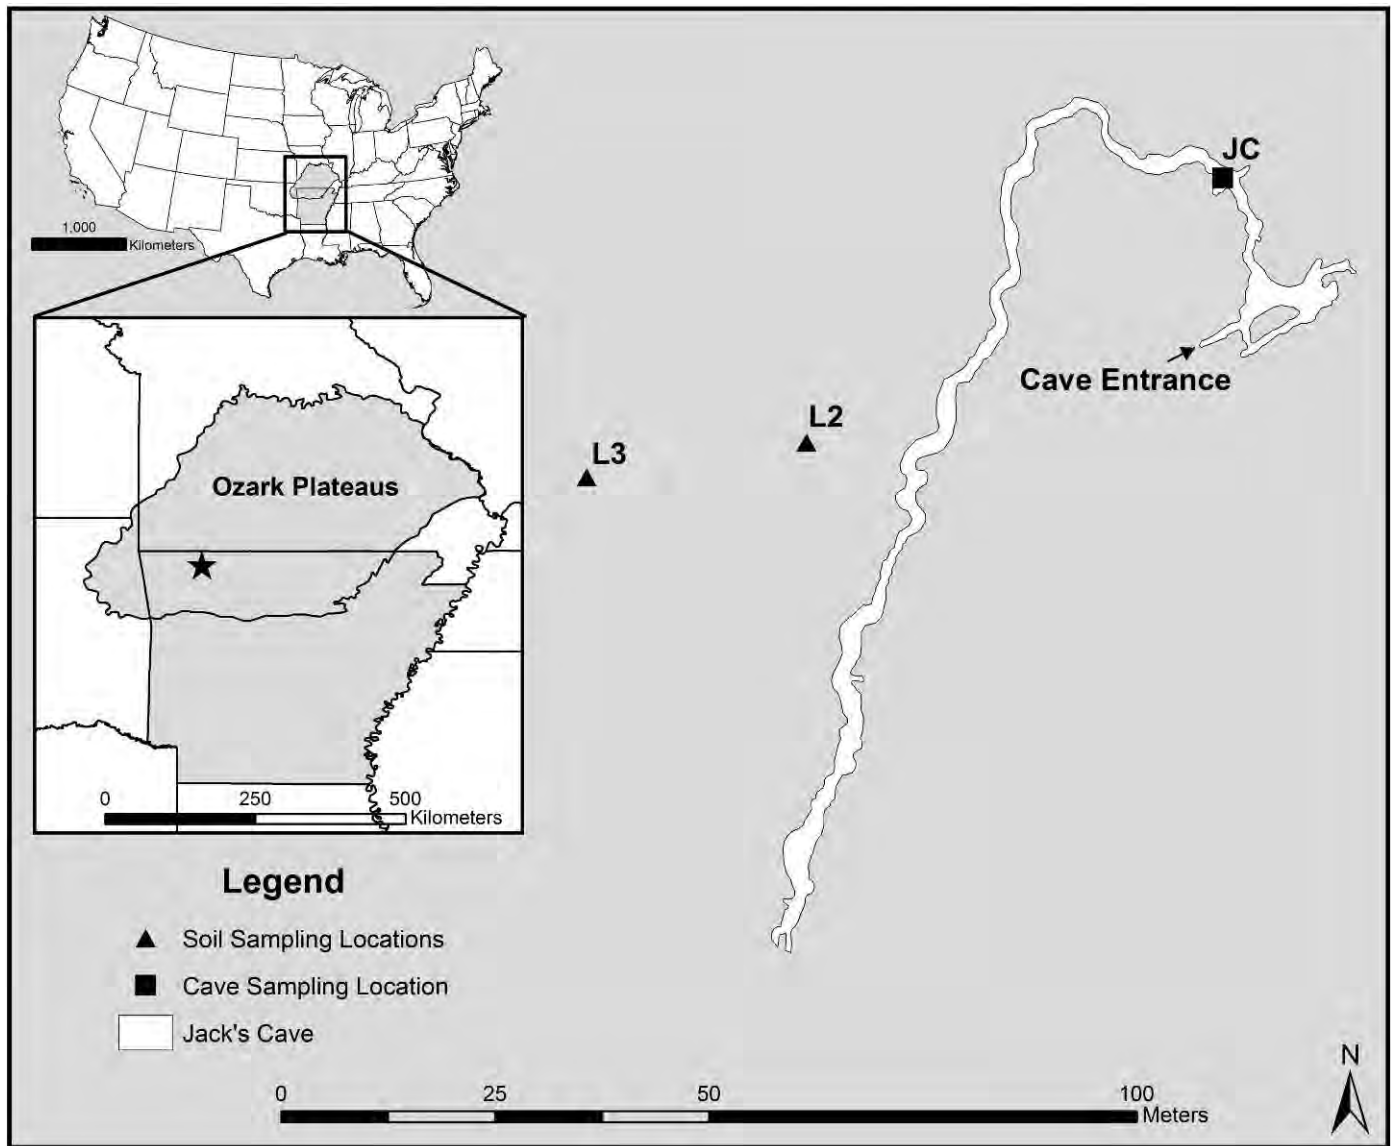 1,000
Kilometers
JC
Cave Entrance
L2
L3
Ozark Plateaus
0 250 500
Kilometers
Legend
Soil Sampling Locations
Cave Sampling Location
Jack's Cave
N
0 25 50 100
Meters